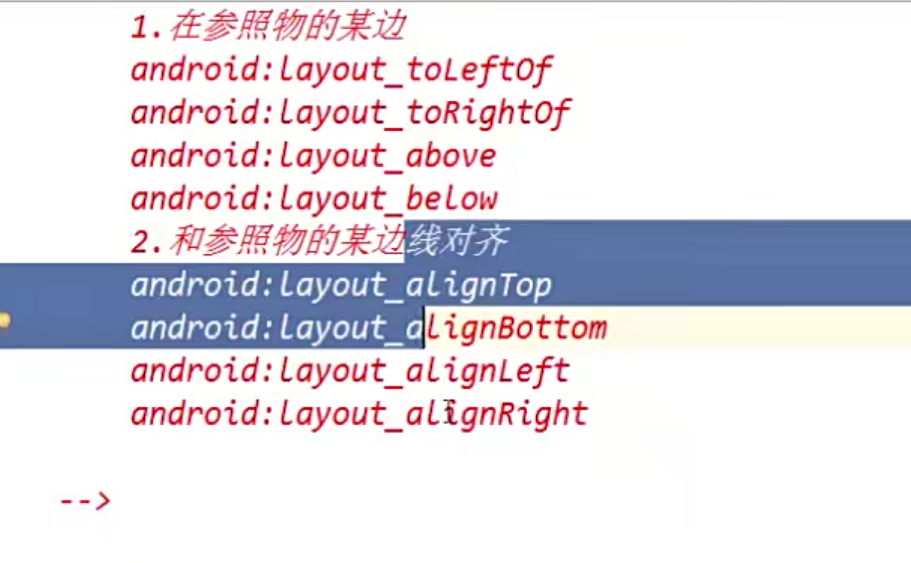 1.在参照物的某边
android:layout_toLeftOf
android:layout_toRightOf
android:layout_above
android:layout_below
2.和参照物的某边线对齐
android:layout_alignTop
android:layout_alignBottom
android:layout_alignLeft
android:layout_alignRight
-->